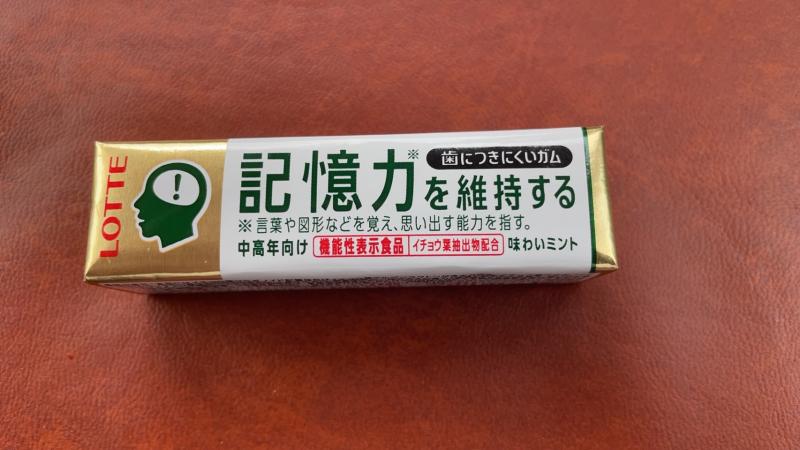 LOTTE
!
歯につきにくいガム
記憶力※を維持する
※言葉や図形などを覚え、思い出す能力を指す。
中高年向け 機能性表示食品 イチョウ葉抽出物配合 味わいミント